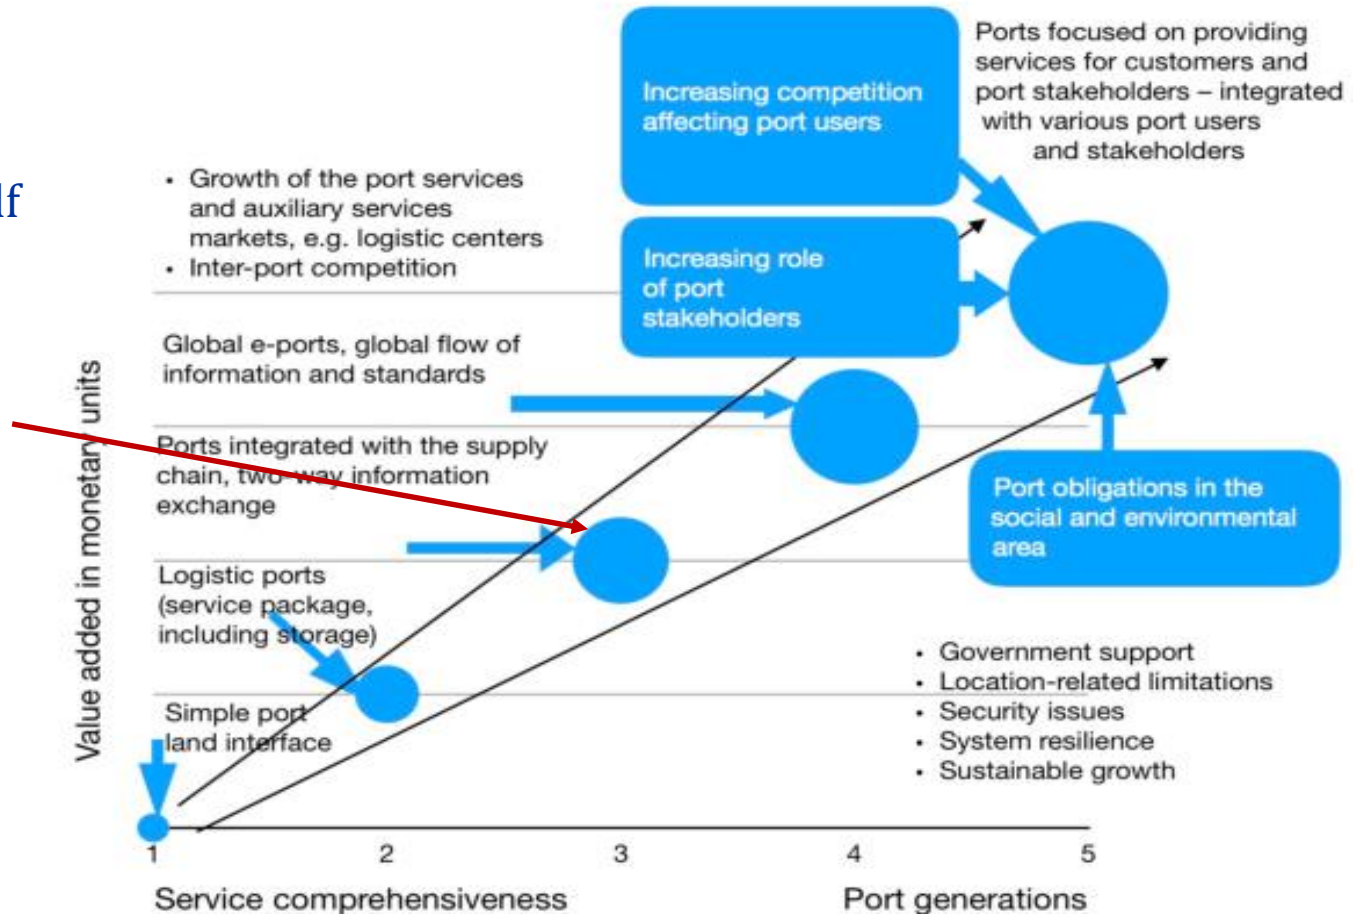 lf
Increasing competition
affecting port users
Ports focused on providing
services for customers and
port stakeholders – integrated
with various port users
and stakeholders
• Growth of the port services
and auxiliary services
markets, e.g. logistic centers
• Inter-port competition
Increasing role
of port
stakeholders
Global e-ports, global flow of
information and standards
Ports integrated with the supply
chain, two-way information
exchange
Port obligations in the
social and environmental
area
Logistic ports
(service package,
including storage)
• Government support
• Location-related limitations
• Security issues
• System resilience
• Sustainable growth
Simple port
land interface
Value added in monetary units
1 2 3 4 5
Service comprehensiveness Port generations